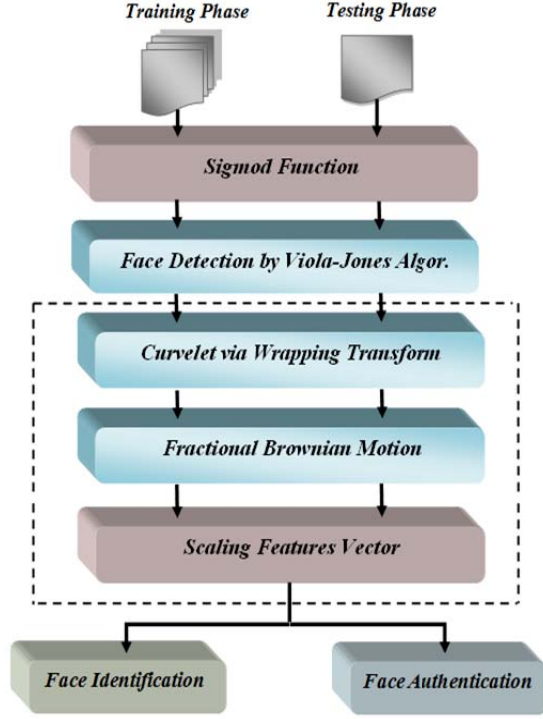 Training Phase
Testing Phase
Sigmod Function
Face Detection by Viola-Jones Algor.
Curvelet via Wrapping Transform
Fractional Brownian Motion
Scaling Features Vector
Face Identification
Face Authentication